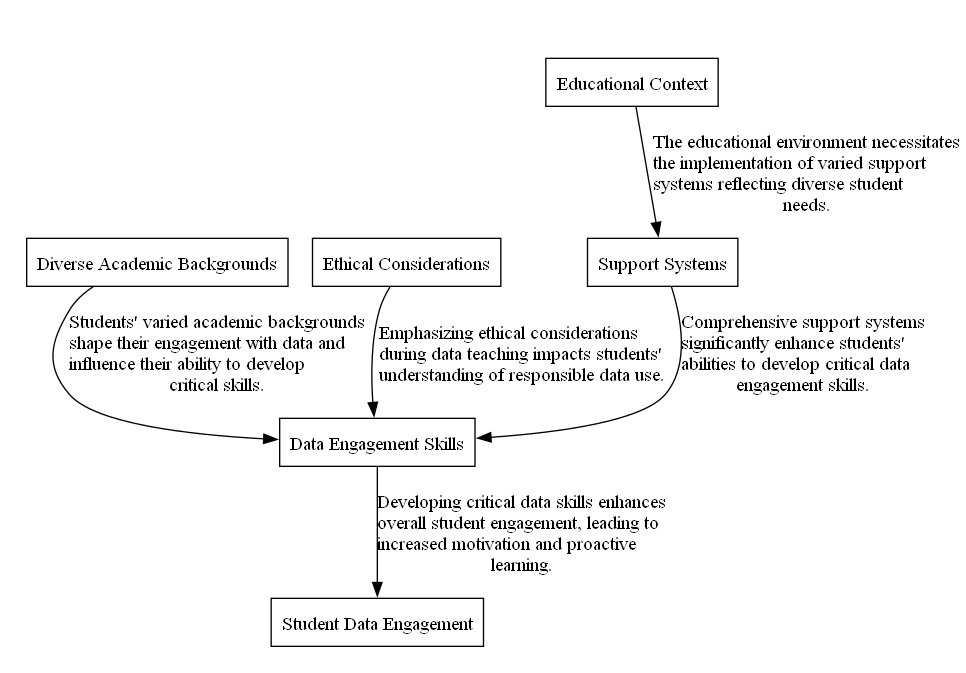 Educational Context
The educational environment necessitates
the implementation of varied support
systems reflecting diverse student
needs.
Diverse Academic Backgrounds
Ethical Considerations
Support Systems
Students' varied academic backgrounds
shape their engagement with data and
influence their ability to develop
critical skills.
Emphasizing ethical considerations
during data teaching impacts students'
understanding of responsible data use.
Comprehensive support systems
significantly enhance students'
abilities to develop critical data
engagement skills.
Data Engagement Skills
Developing critical data skills enhances
overall student engagement, leading to
increased motivation and proactive
learning.
Student Data Engagement